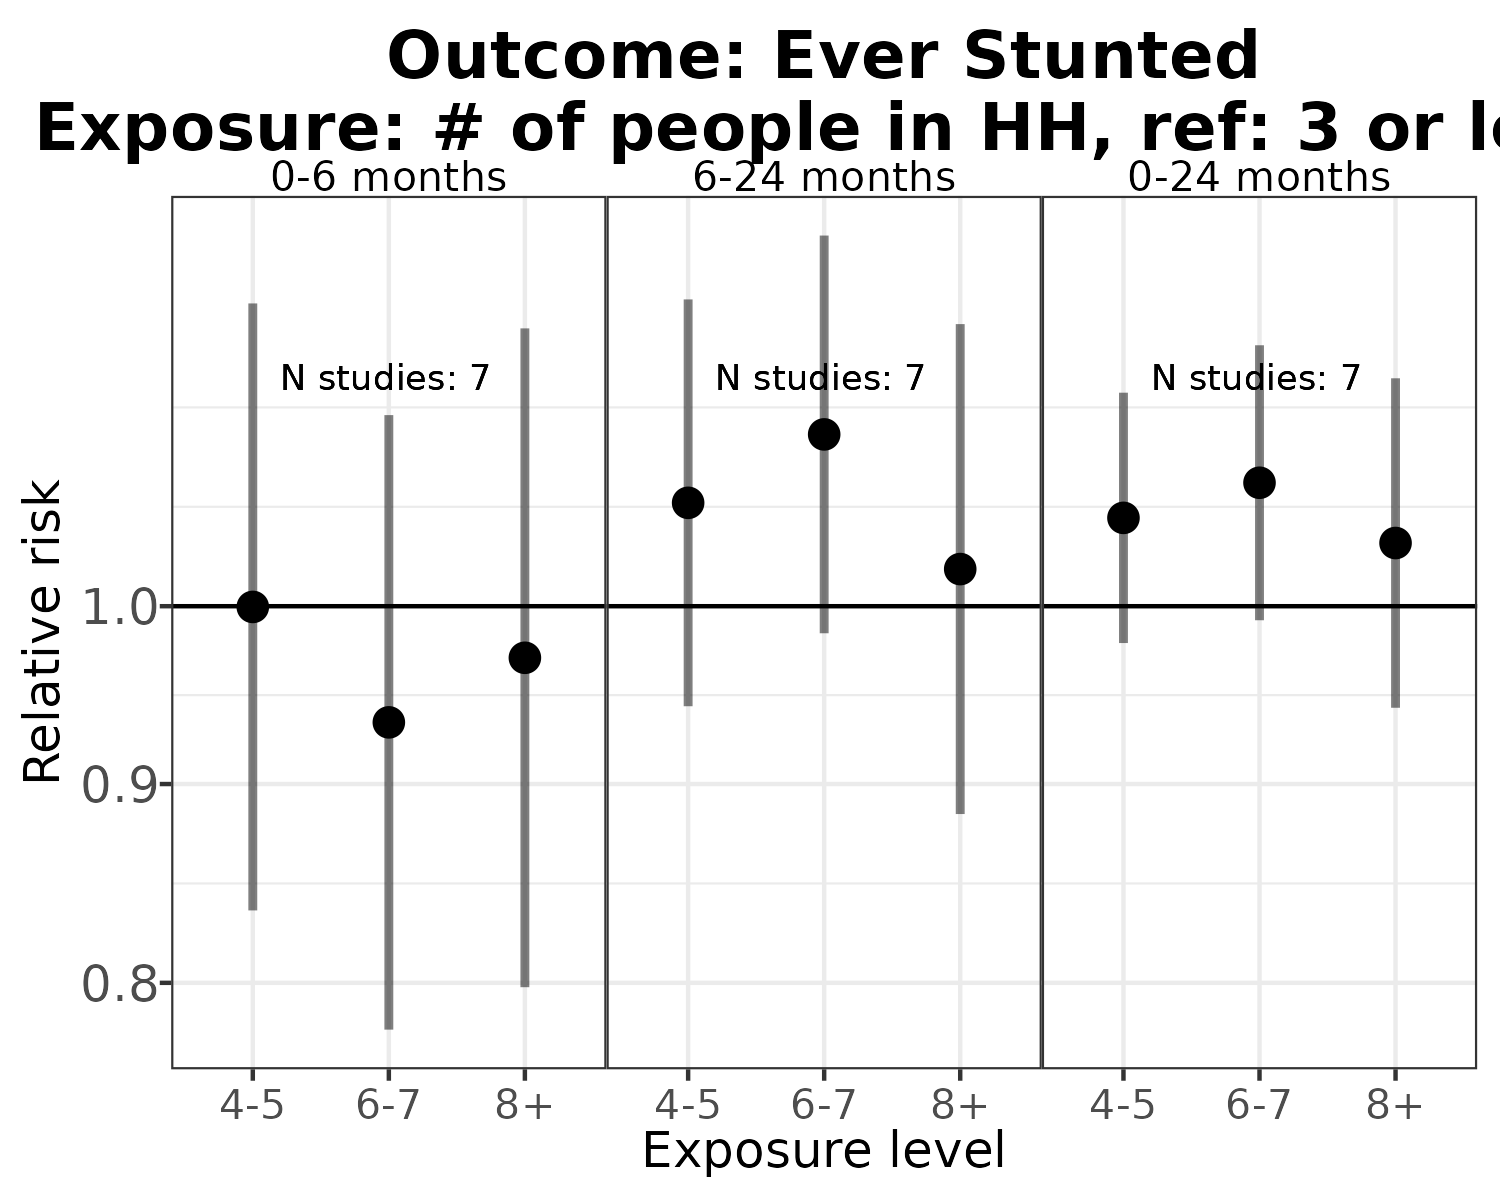 Outcome: Ever Stunted
Exposure: # of people in HH, ref: 3 or
0-6 months 6-24 months 0-24 months
N studies: 7 N studies: 7 N studies: 7
Relative risk
1.0
0.9
0.8
4-5 6-7 8+ 4-5 6-7 8+ 4-5 6-7 8+
Exposure level